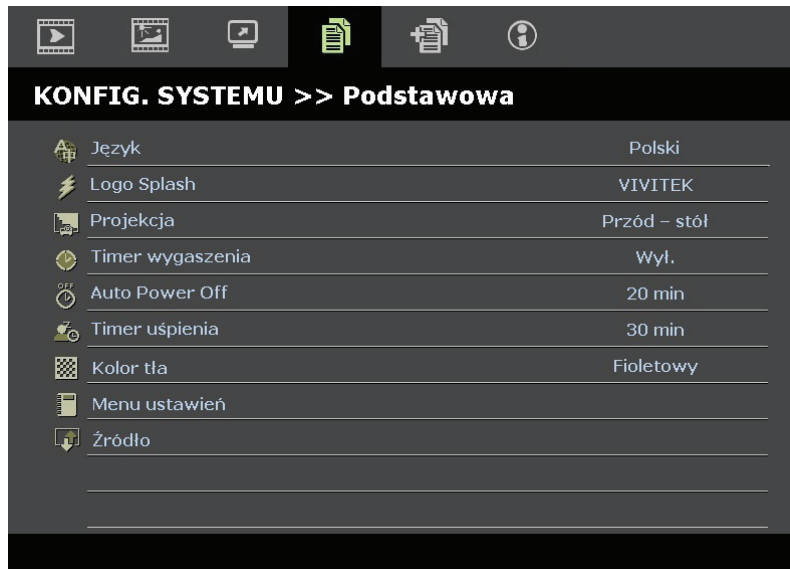 KONFIG. SYSTEMU >> Podstawowa
Język Polski
Logo Splash VIVITEK
Projekcja Przód – stół
Timer wygaszenia Wył.
OFF Auto Power Off 20 min
Timer uśpienia 30 min
Kolor tła Fioletowy
Menu ustawień
Źródło